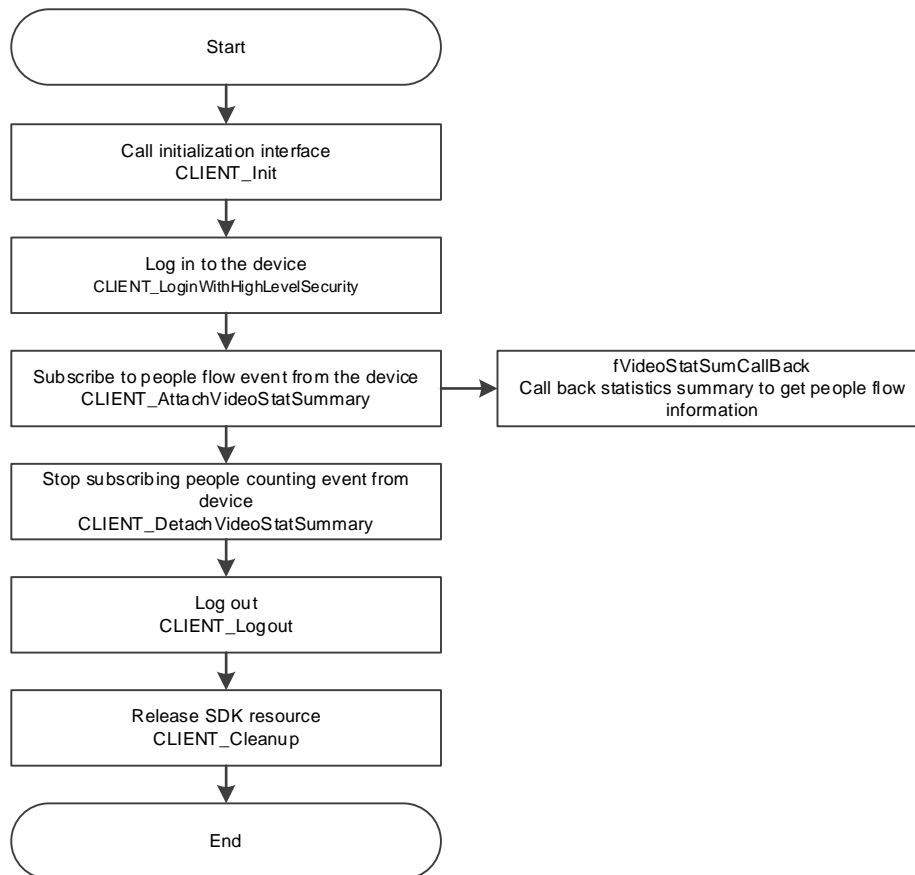 Start
Call initialization interface
CLIENT_Init
Log in to the device
CLIENT_LoginWithHighLevelSecurity
Subscribe to people flow event from the device
CLIENT_AttachVideoStatSummary
fVideoStatSumCallBack
Call back statistics summary to get people flow
information
Stop subscribing people counting event from
device
CLIENT_DetachVideoStatSummary
Log out
CLIENT_Logout
Release SDK resource
CLIENT_Cleanup
End